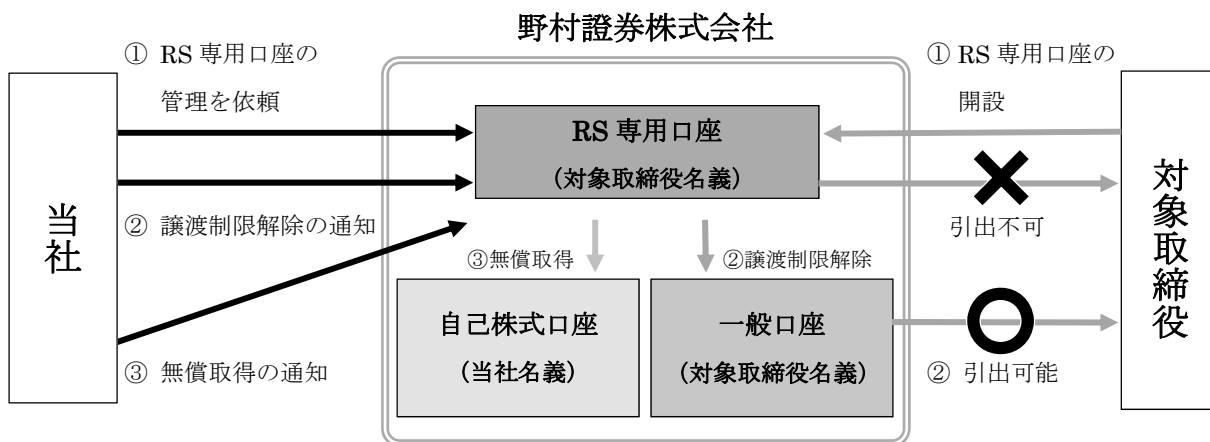 野村證券株式会社
① RS 専用口座の
管理を依頼
① RS 専用口座の
開設
RS 専用口座
(対象取締役名義)
当社
対象取締役
② 譲渡制限解除の通知
引出不可
③無償取得
②譲渡制限解除
自己株式口座
(当社名義)
一般口座
(対象取締役名義)
③ 無償取得の通知
② 引出可能